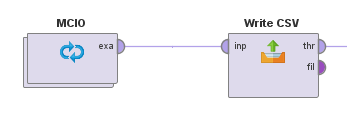 MCIO Write CSV
exa inp thr
fil